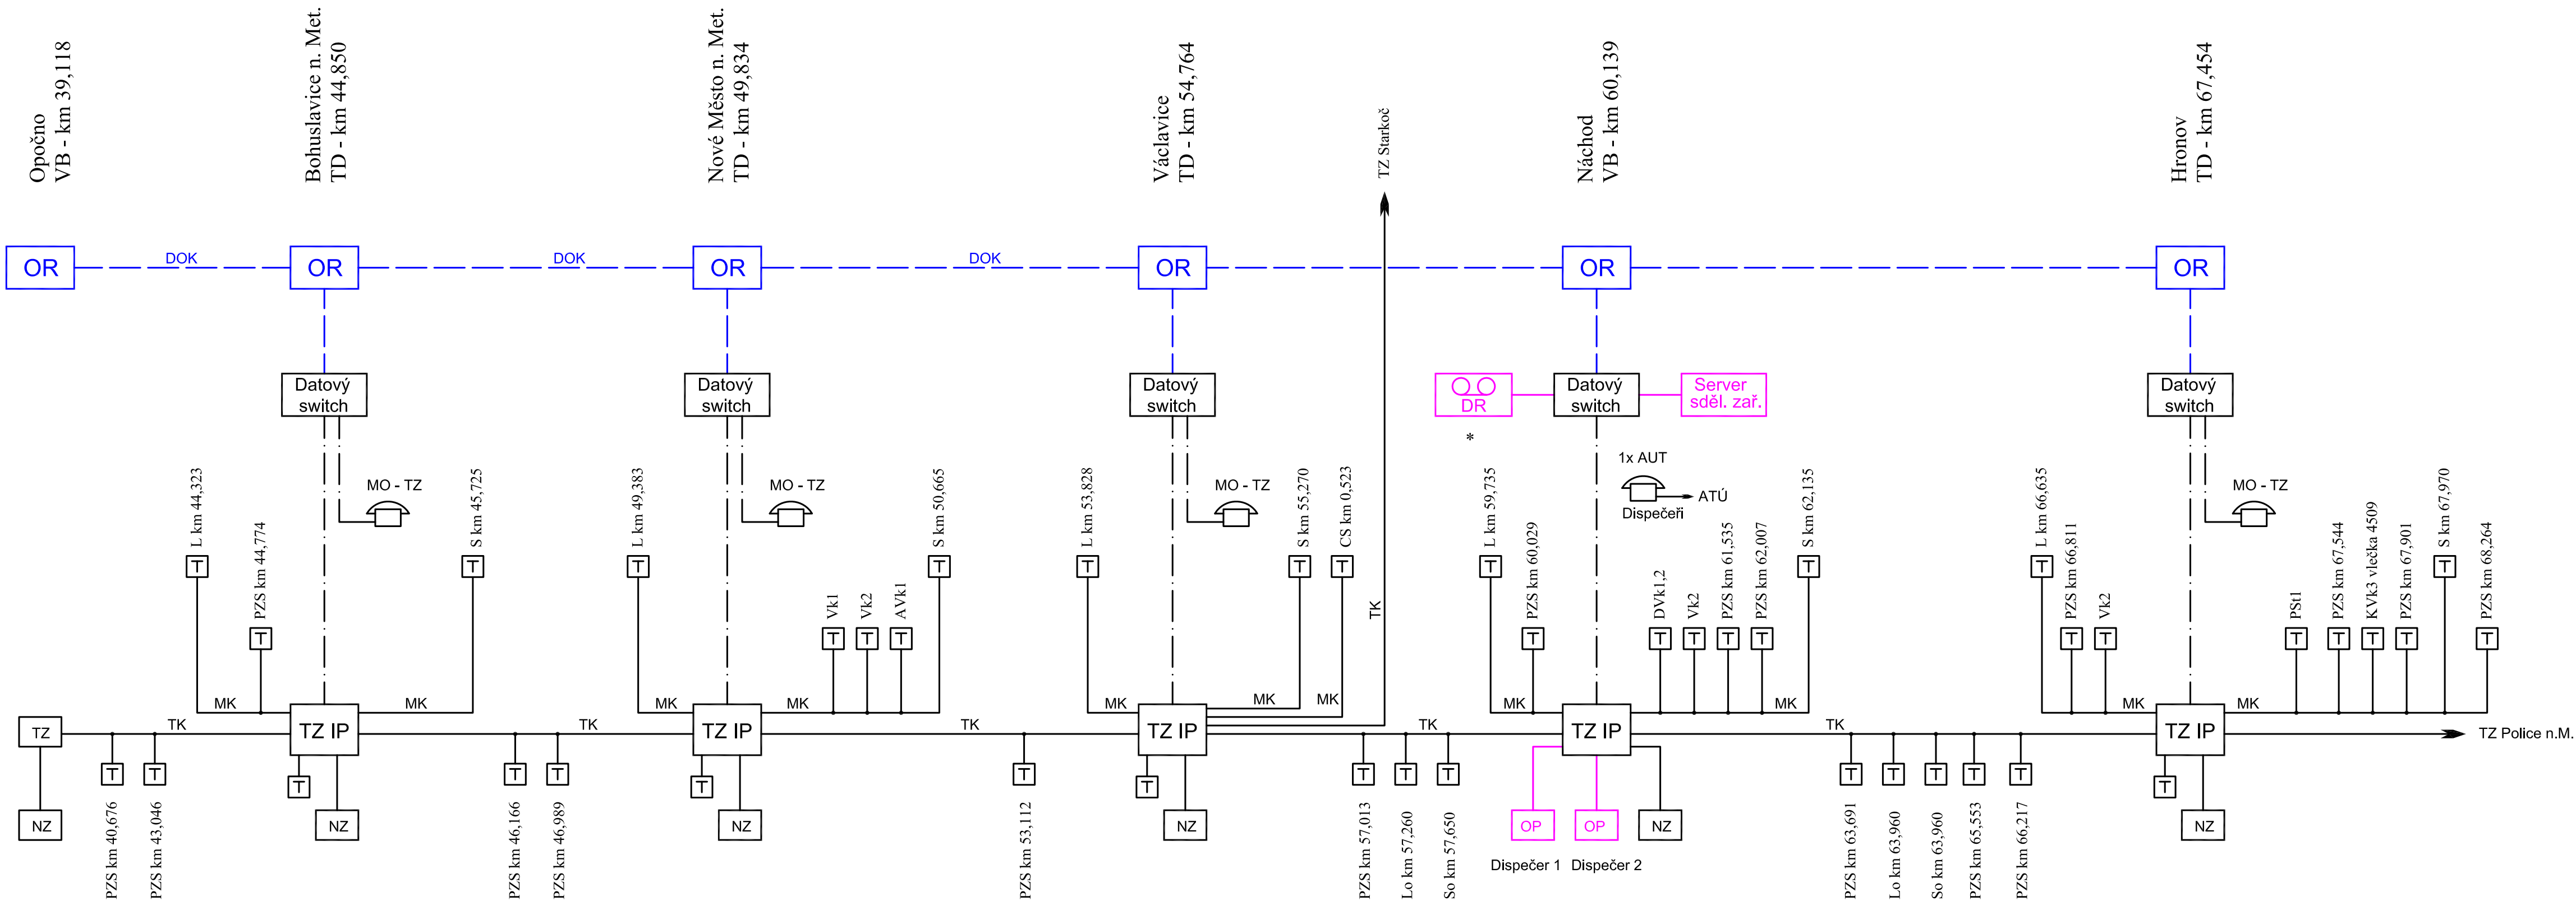 Opočno
VB - km 39,118
Bohuslavice n. Met.
TD - km 44,850
Nové Město n. Met.
TD - km 49,834
Václavice
TD - km 54,764
TZ Starkoč
Náchod
VB - km 60,139
Hronov
TD - km 67,454
OR
DOK
OR
DOK
OR
DOK
OR
OR
OR
Datový
switch
Datový
switch
Datový
switch
DR
*
Datový
switch
Server
sděl. zař.
Datový
switch
L km 44,323
T
PZS km 44,774
T
MO - TZ
S km 45,725
T
L km 49,383
T
MO - TZ
Vk1
T
Vk2
T
AVk1
T
S km 50,665
T
L km 53,828
T
MO - TZ
S km 55,270
T
CS km 0,523
T
TK
L km 59,735
T
PZS km 60,029
T
1x AUT
ATÚ
Dispečeři
DVk1,2
T
Vk2
T
PZS km 61,535
T
PZS km 62,007
T
S km 62,135
T
L km 66,635
T
PZS km 66,811
T
Vk2
T
MO - TZ
PSt1
T
PZS km 67,544
T
KVk3 vlečka 4509
T
PZS km 67,901
T
S km 67,970
T
PZS km 68,264
T
MK
MK
MK
MK
MK
MK
MK
MK
MK
MK
MK
TZ
TK
TZ IP
TK
TZ IP
TK
TZ IP
TK
TZ IP
TK
TZ IP
TZ Police n.M.
NZ
T
PZS km 40,676
T
PZS km 43,046
T
NZ
T
PZS km 46,166
T
PZS km 46,989
T
NZ
T
PZS km 53,112
T
NZ
T
PZS km 57,013
T
Lo km 57,260
T
So km 57,650
OP
Dispečer 1
OP
Dispečer 2
NZ
T
PZS km 63,691
T
Lo km 63,960
T
So km 63,960
T
PZS km 65,553
T
PZS km 66,217
T
NZ